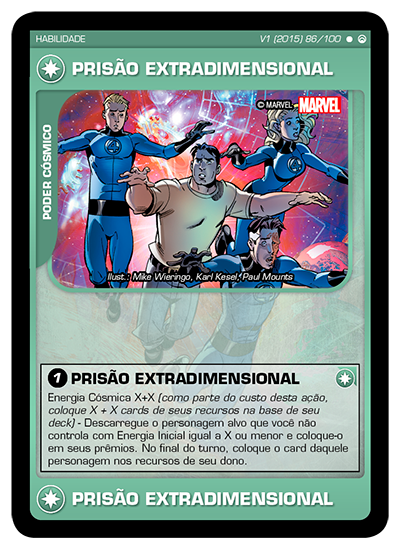 HABILIDADE V1 (2015) 86/100
PRISÃO EXTRADIMENSIONAL
© MARVEL MARVEL
PODER CÓSMICO
Ilust.: Mike Wieringo, Karl Kesel, Paul Mounts
1 PRISÃO EXTRADIMENSIONAL
Energia Cósmica X+X (como parte do custo desta ação,
coloque X + X cards de seus recursos na base de seu
deck) - Descarregue o personagem alvo que você não
controla com Energia Inicial igual a X ou menor e coloque-o
em seus prêmios. No final do turno, coloque o card daquele
personagem nos recursos de seu dono.
PRISÃO EXTRADIMENSIONAL